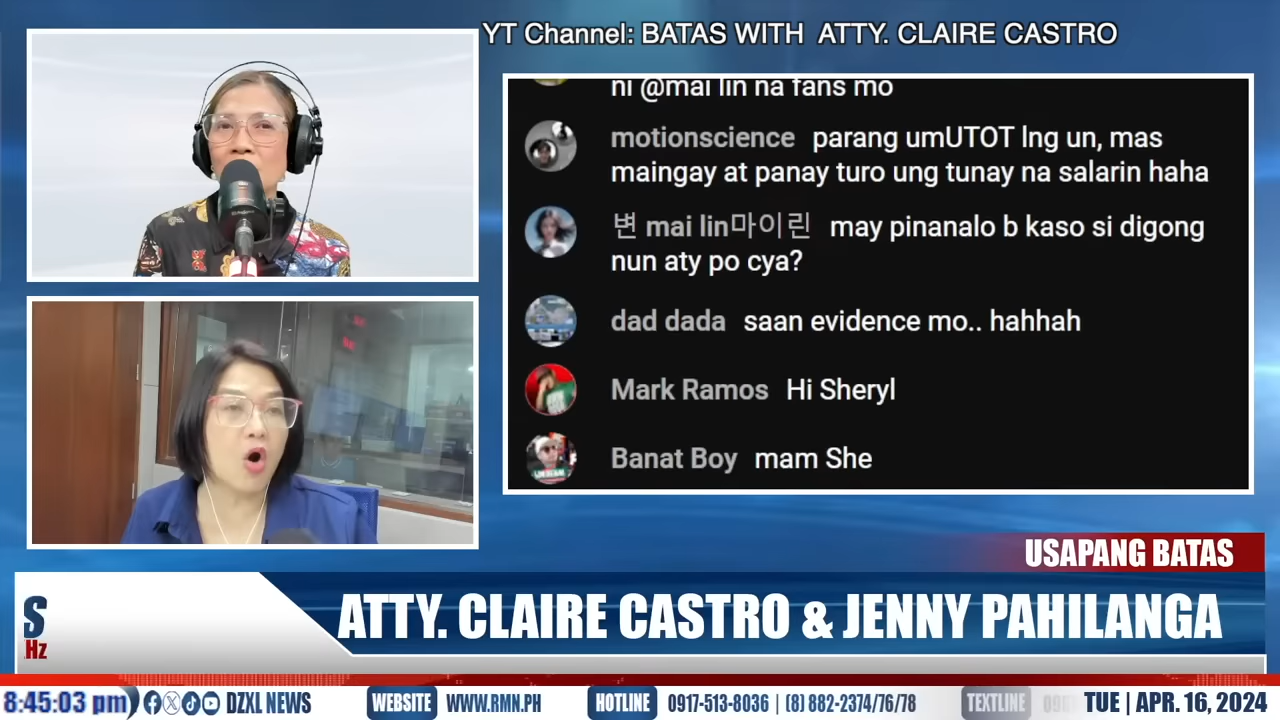 YT Channel: BATAS WITH ATTY. CLAIRE CASTRO
ni @mai lin na fans mo
motionscience parang umUTOT lng un, mas
maingay at panay turo ung tunay na salarin haha
변 mai lin마이린 may pinanalo b kaso si digong
nun aty po cya?
dad dada saan evidence mo.. hahhah
Mark Ramos Hi Sheryl
Banat Boy mam She
USAPANG BATAS
S
Hz
ATTY. CLAIRE CASTRO & JENNY PAHILANGA
8:45:03 pm DZXL NEWS WEBSITE WWW.RMN.PH HOTLINE 0917-513-8036 | (8) 882-2374/76/78 TEXTLINE TUE | APR. 16, 2024